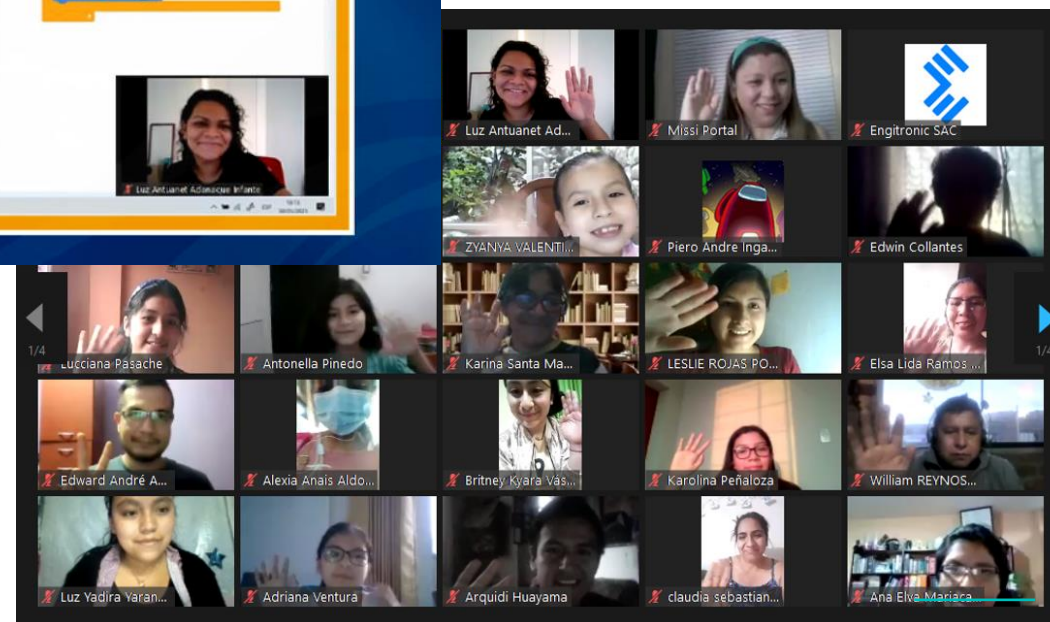 Luz Antuanet Adanaque Infante
ESP
Luz Antuanet Ad...
Missi Portal
Engitronic SAC
ZYANYA VALENTI...
Piero Andre Inga...
Edwin Collantes
1/4
Lucciana Pasache
Antonella Pinedo
Karina Santa Ma...
LESLIE ROJAS PO...
Elsa Lida Ramos ...
1/4
Edward André A...
Alexia Anais Aldo...
Britney Kyara Vas...
Karolina Peñaloza
William REYNOS...
Luz Yadira Yaran...
Adriana Ventura
Arquidi Huayama
claudia sebastian...
Ana Elva Mariaca...